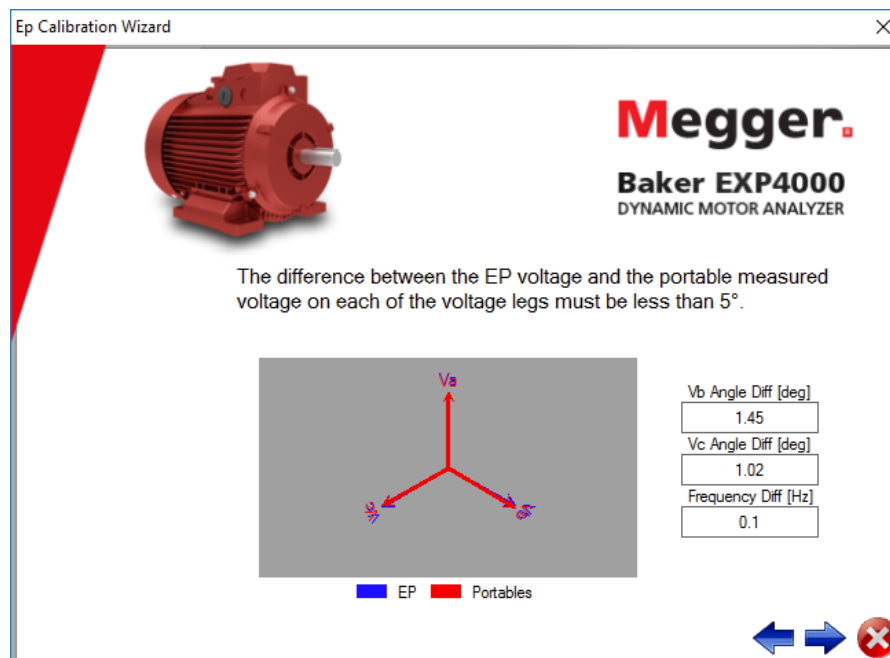 Ep Calibration Wizard
Megger.
Baker EXP4000
DYNAMIC MOTOR ANALYZER
The difference between the EP voltage and the portable measured
voltage on each of the voltage legs must be less than 5°.
Va
Vc
Vb Angle Diff [deg]
1.45
Vc Angle Diff [deg]
1.02
Frequency Diff [Hz]
0.1
EP
Portables